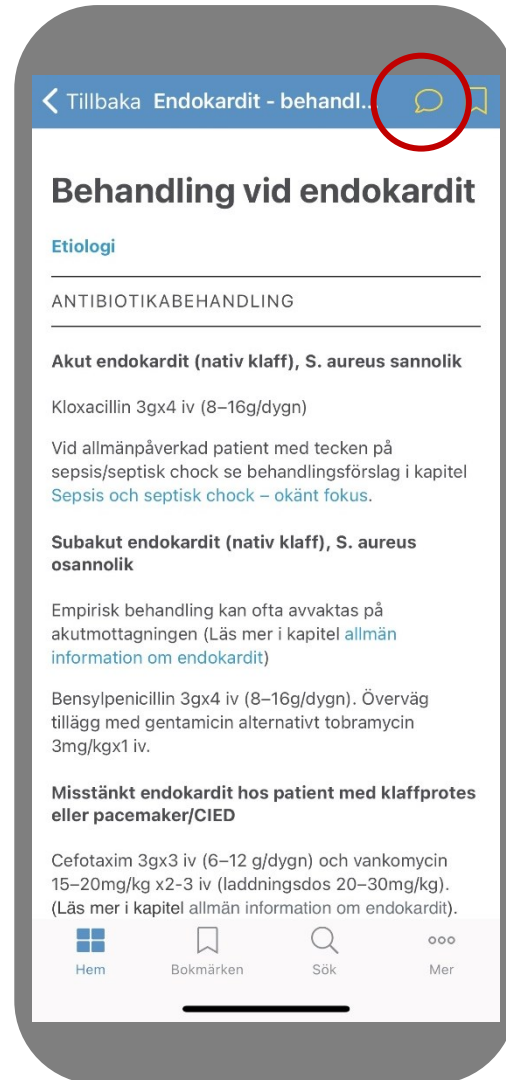 Tillbaka Endokardit - behandl...
Behandling vid endokardit
Etiologi
ANTIBIOTIKABEHANDLING
Akut endokardit (nativ klaff), S. aureus sannolik
Kloxacillin 3gx4 iv (8–16g/dygn)
Vid allmänpåverkad patient med tecken på
sepsis/septisk chock se behandlingsförslag i kapitel
Sepsis och septisk chock – okänt fokus.
Subakut endokardit (nativ klaff), S. aureus
osannolik
Empirisk behandling kan ofta avvaktas på
akutmottagningen (Läs mer i kapitel allmän
information om endokardit)
Bensylpenicillin 3gx4 iv (8–16g/dygn). Överväg
tillägg med gentamicin alternativt tobramycin
3mg/kgx1 iv.
Misstänkt endokardit hos patient med klaffprotes
eller pacemaker/CIED
Cefotaxim 3gx3 iv (6–12 g/dygn) och vankomycin
15–20mg/kg x2-3 iv (laddningsdos 20–30mg/kg).
(Läs mer i kapitel allmän information om endokardit).
Hem Bokmärken Sök Mer